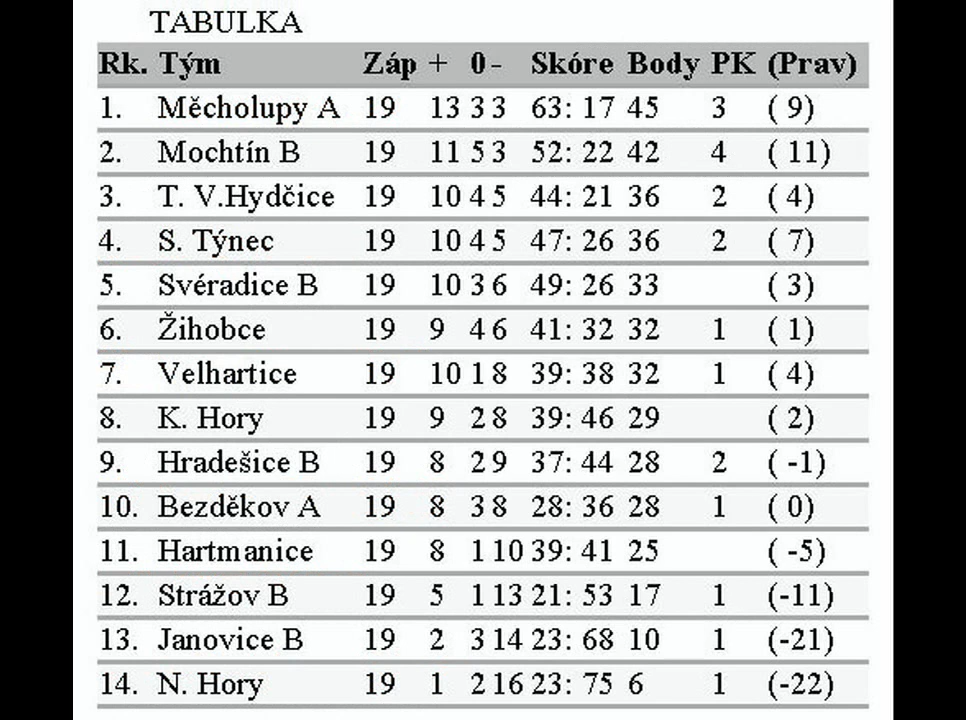 TABULKA
Rk. Tým Záp + 0 - Skóre Body PK (Prav)
1. Měcholupy A 19 13 3 3 63: 17 45 3 ( 9)
2. Mochtín B 19 11 5 3 52: 22 42 4 ( 11)
3. T. V.Hydčice 19 10 4 5 44: 21 36 2 ( 4)
4. S. Týnec 19 10 4 5 47: 26 36 2 ( 7)
5. Svéradice B 19 10 3 6 49: 26 33 ( 3)
6. Žihobce 19 9 4 6 41: 32 32 1 ( 1)
7. Velhartice 19 10 1 8 39: 38 32 1 ( 4)
8. K. Hory 19 9 2 8 39: 46 29 ( 2)
9. Hradešice B 19 8 2 9 37: 44 28 2 ( -1)
10. Bezděkov A 19 8 3 8 28: 36 28 1 ( 0)
11. Hartmanice 19 8 1 10 39: 41 25 ( -5)
12. Strážov B 19 5 1 13 21: 53 17 1 (-11)
13. Janovice B 19 2 3 14 23: 68 10 1 (-21)
14. N. Hory 19 1 2 16 23: 75 6 1 (-22)